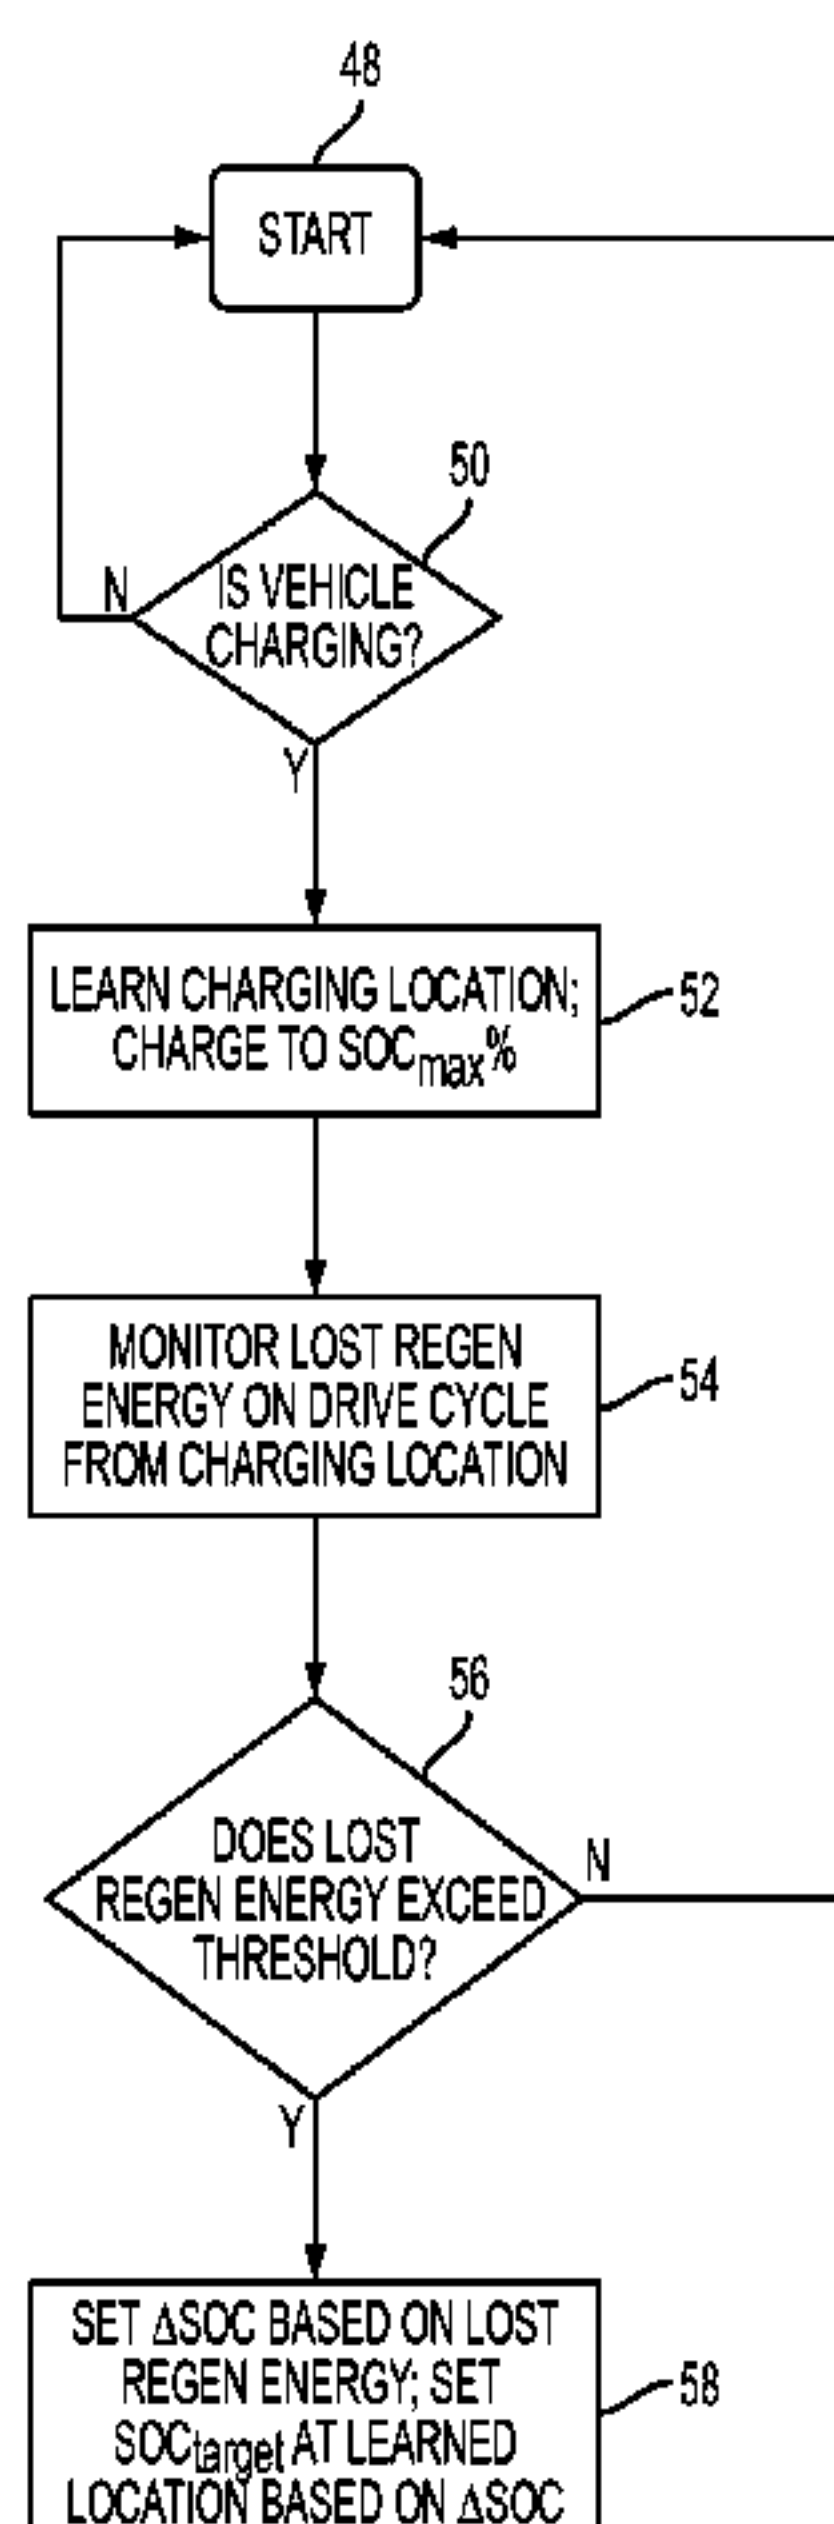 48
START
50
IS VEHICLE
CHARGING?
N
Y
LEARN CHARGING LOCATION;
CHARGE TO SOCmax%
52
MONITOR LOST REGEN
ENERGY ON DRIVE CYCLE
FROM CHARGING LOCATION
54
56
DOES LOST
REGEN ENERGY EXCEED
THRESHOLD?
N
Y
SET ΔSOC BASED ON LOST
REGEN ENERGY; SET
SOCtarget AT LEARNED
LOCATION BASED ON ΔSOC
58